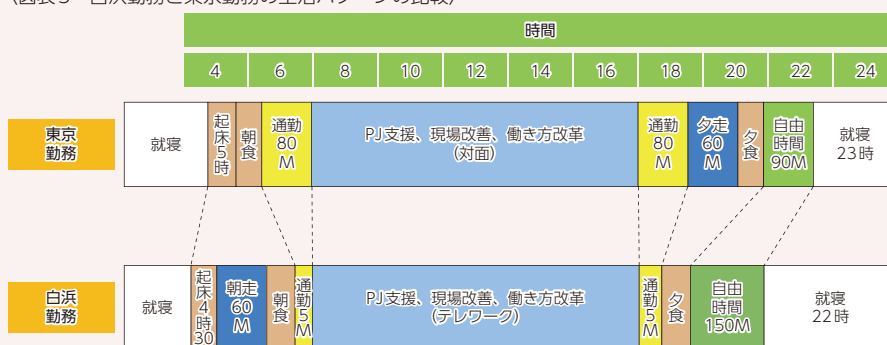 時間
4 6 8 10 12 14 16 18 20 22 24
東京
勤務
就寝
起床5時
朝食
通勤
80
M
PJ支援、現場改善、働き方改革
(対面)
通勤
80
M
夕走
60
M
夕食
自由
時間
90M
就寝
23時
白浜
勤務
就寝
起床4時30
朝走
60
M
朝食
通勤5M
PJ支援、現場改善、働き方改革
(テレワーク)
通勤5M
夕食
自由
時間
150M
就寝
22時